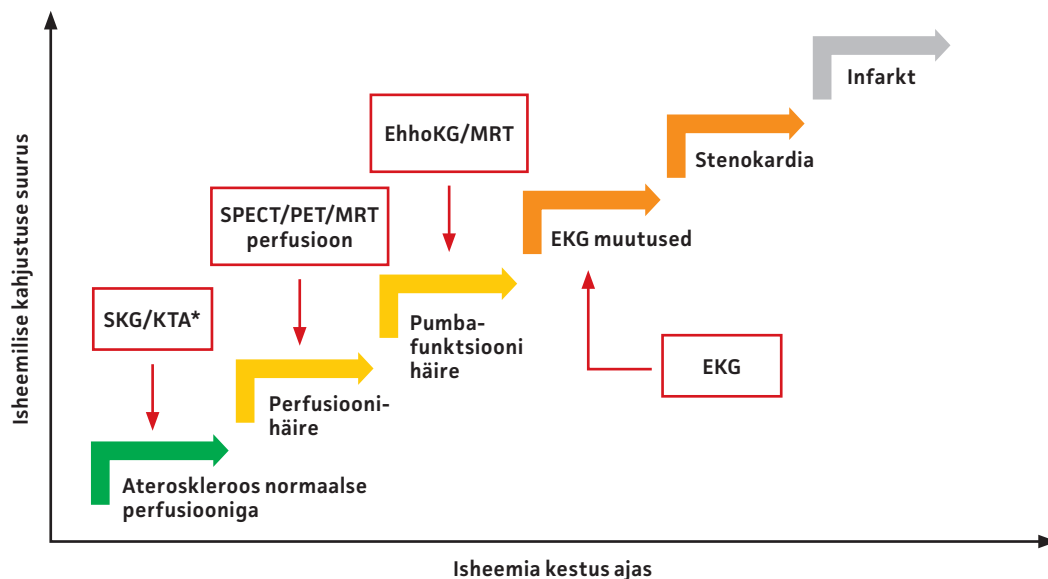 Isheemilise kahjustuse suurus
Infarkt
Stenokardia
EhhoKG/MRT
EKG muutused
SPECT/PET/MRT
perfusioon
Pumba-
funktsiooni
häire
EKG
SKG/KTA*
Perfusiooni-
häire
Ateroskleroos normaalse
perfusiooniga
Isheemia kestus ajas